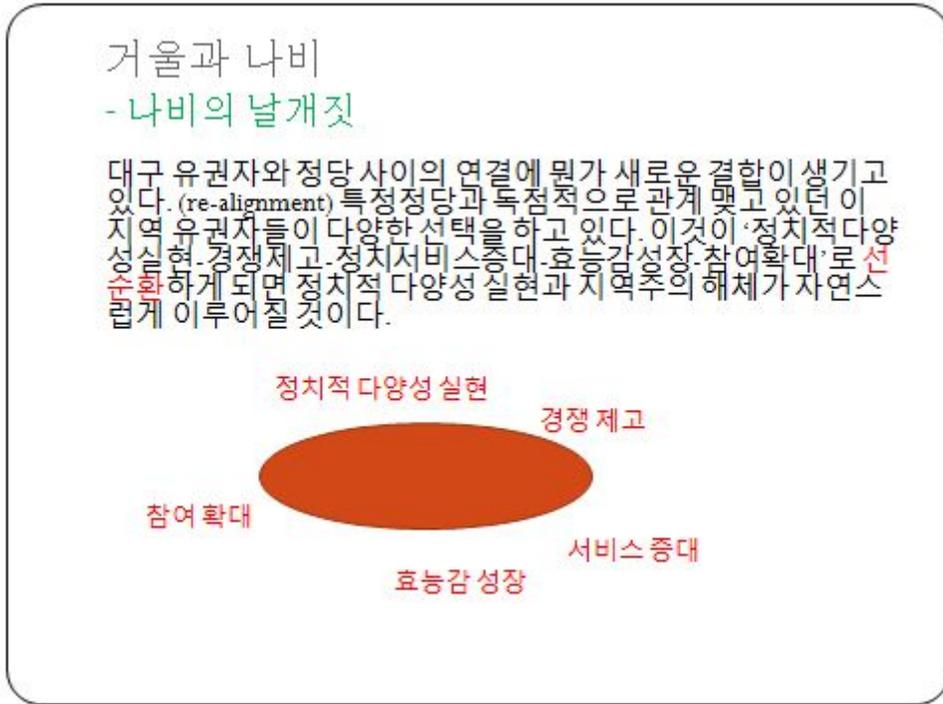 거울과 나비
- 나비의 날개짓
대구 유권자와 정당 사이의 연결에 뭔가 새로운 결합이 생기고
있다. (re-alignment) 특정정당과 독점적으로 관계 맺고 있던 이
지역 유권자들이 다양한 선택을 하고 있다. 이것이 ‘정치적다양
성실현-경쟁제고-정치서비스증대-효능감성장-참여확대’로 선
순환하게 되면 정치적 다양성 실현과 지역주의 해체가 자연스
럽게 이루어질 것이다.
정치적 다양성 실현
경쟁 제고
참여 확대
서비스 증대
효능감 성장